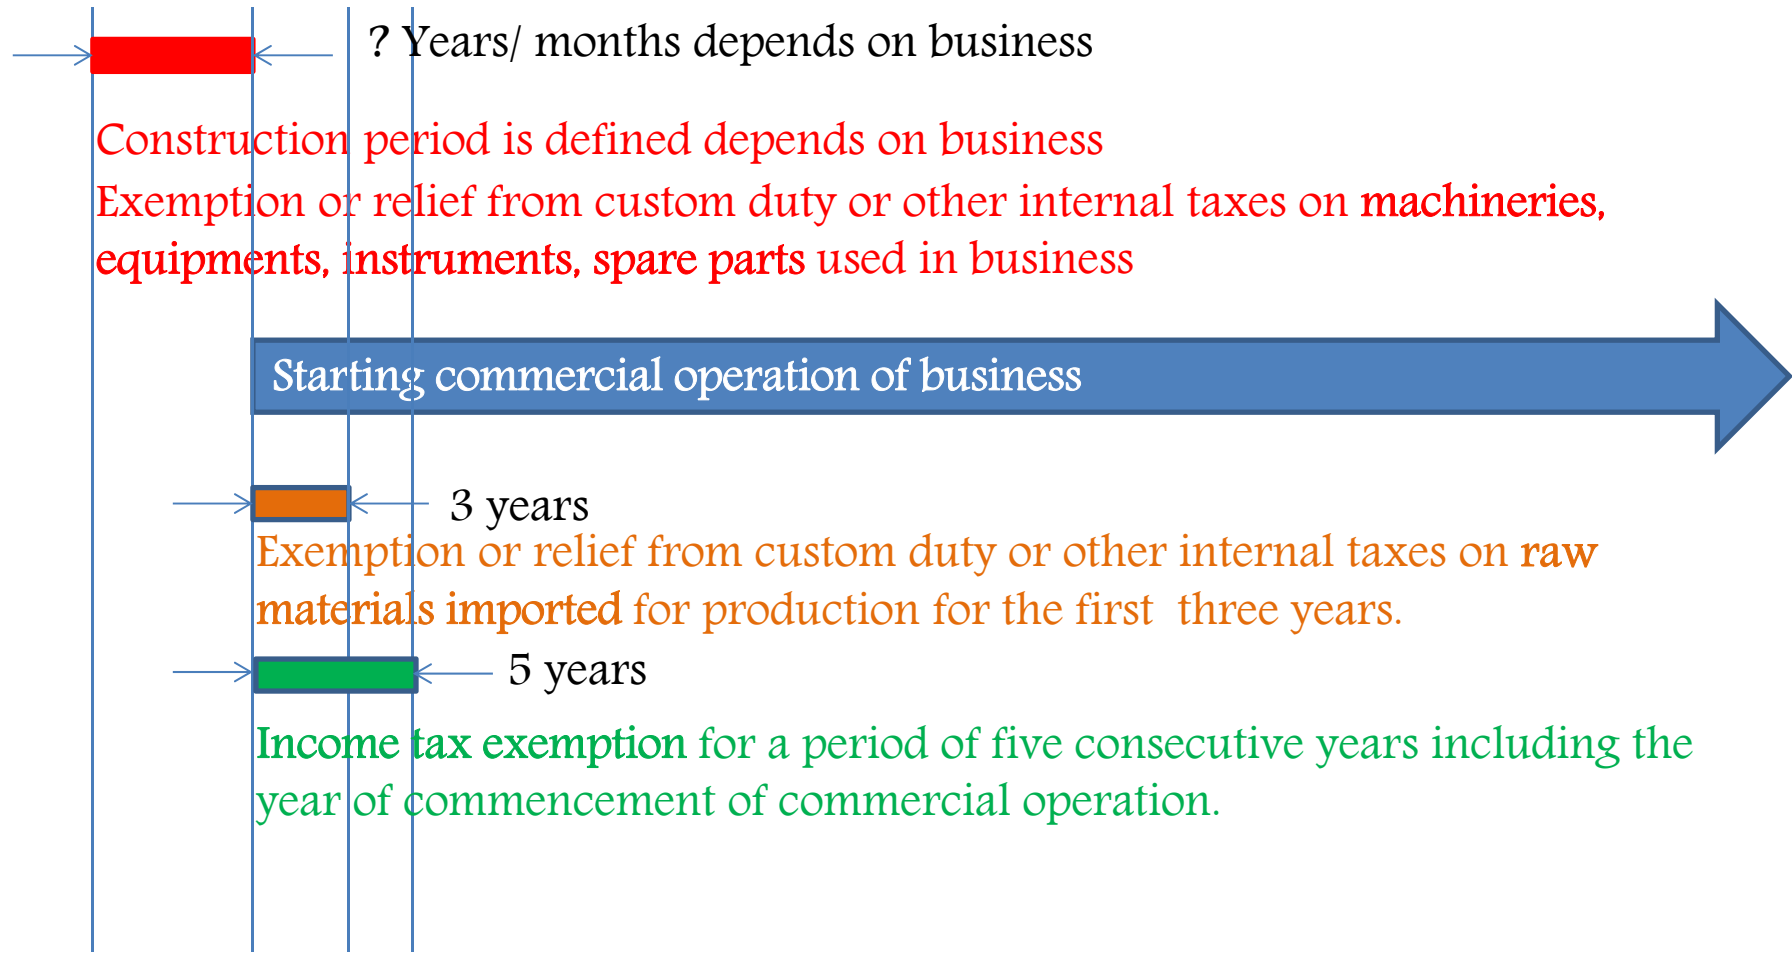 ? Years/ months depends on business
Construction period is defined depends on business
Exemption or relief from custom duty or other internal taxes on machineries,
equipments, instruments, spare parts used in business
Starting commercial operation of business
3 years
Exemption or relief from custom duty or other internal taxes on raw
materials imported for production for the first  three years.
5 years
Income tax exemption for a period of five consecutive years including the
year of commencement of commercial operation.